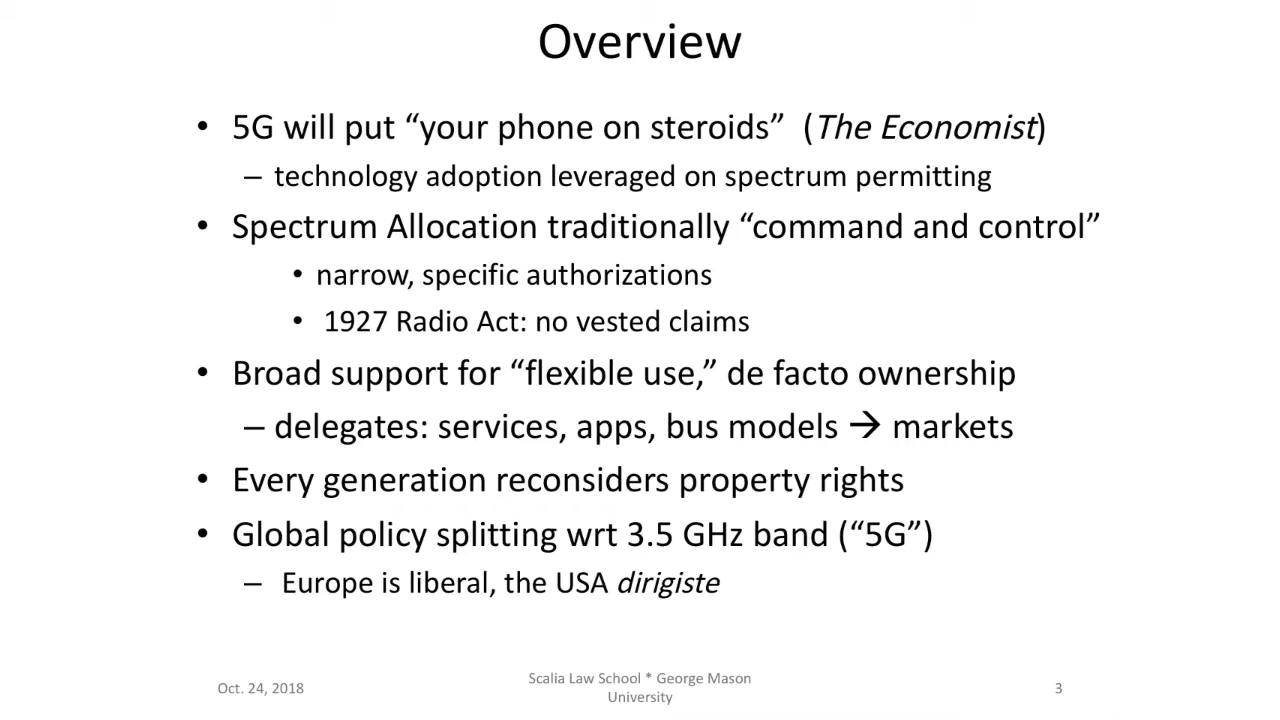 Overview
• 5G will put “your phone on steroids”  (The Economist)
– technology adoption leveraged on spectrum permitting
• Spectrum Allocation traditionally “command and control”
• narrow, specific authorizations
• 1927 Radio Act: no vested claims
• Broad support for “flexible use,” de facto ownership
– delegates: services, apps, bus models → markets
• Every generation reconsiders property rights
• Global policy splitting wrt 3.5 GHz band (“5G”)
– Europe is liberal, the USA dirigiste
Oct. 24, 2018
Scalia Law School * George Mason
University
3